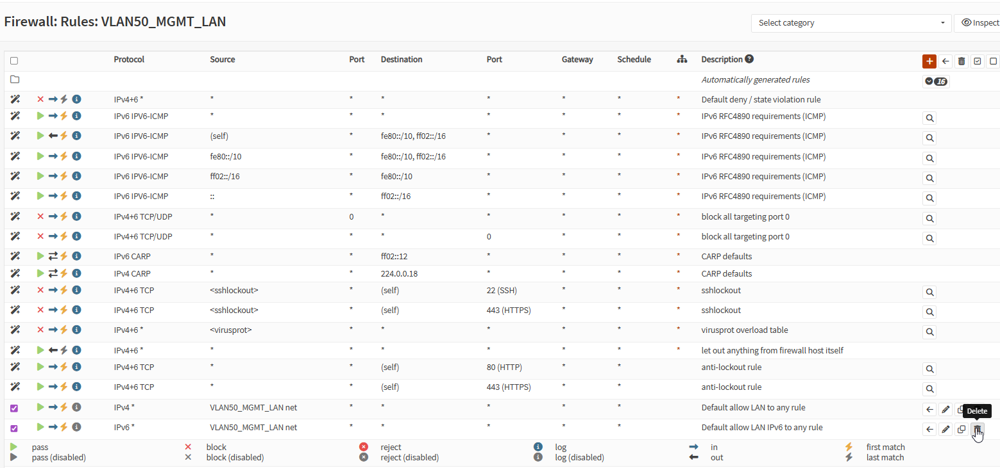 Firewall: Rules: VLAN50_MGMT_LAN
Select category
Inspect
Protocol Source Port Destination Port Gateway Schedule Description
Automatically generated rules 16
IPv4+6 * * * * * * * * Default deny / state violation rule
IPv6 IPV6-ICMP * * * * * * * IPv6 RFC4890 requirements (ICMP)
IPv6 IPV6-ICMP (self) * fe80::/10, ff02::/16 * * * * IPv6 RFC4890 requirements (ICMP)
IPv6 IPV6-ICMP fe80::/10 * fe80::/10, ff02::/16 * * * * IPv6 RFC4890 requirements (ICMP)
IPv6 IPV6-ICMP ff02::/16 * fe80::/10 * * * * IPv6 RFC4890 requirements (ICMP)
IPv6 IPV6-ICMP :: * ff02::/16 * * * * IPv6 RFC4890 requirements (ICMP)
IPv4+6 TCP/UDP * 0 * * * * * block all targeting port 0
IPv4+6 TCP/UDP * * * 0 * * * block all targeting port 0
IPv6 CARP * * ff02::12 * * * * CARP defaults
IPv4 CARP * * 224.0.0.18 * * * * CARP defaults
IPv4+6 TCP <sshlockout> * (self) 22 (SSH) * * * sshlockout
IPv4+6 TCP <sshlockout> * (self) 443 (HTTPS) * * * sshlockout
IPv4+6 * <virusprot> * * * * * * virusprot overload table
IPv4+6 * * * * * * * * let out anything from firewall host itself
IPv4+6 TCP * * (self) 80 (HTTP) * * anti-lockout rule
IPv4+6 TCP * * (self) 443 (HTTPS) * * anti-lockout rule
IPv4 * VLAN50_MGMT_LAN net * * * * * Default allow LAN to any rule
Delete
IPv6 * VLAN50_MGMT_LAN net * * * * * Default allow LAN IPv6 to any rule
pass block reject log in first match
pass (disabled) block (disabled) reject (disabled) log (disabled) out last match